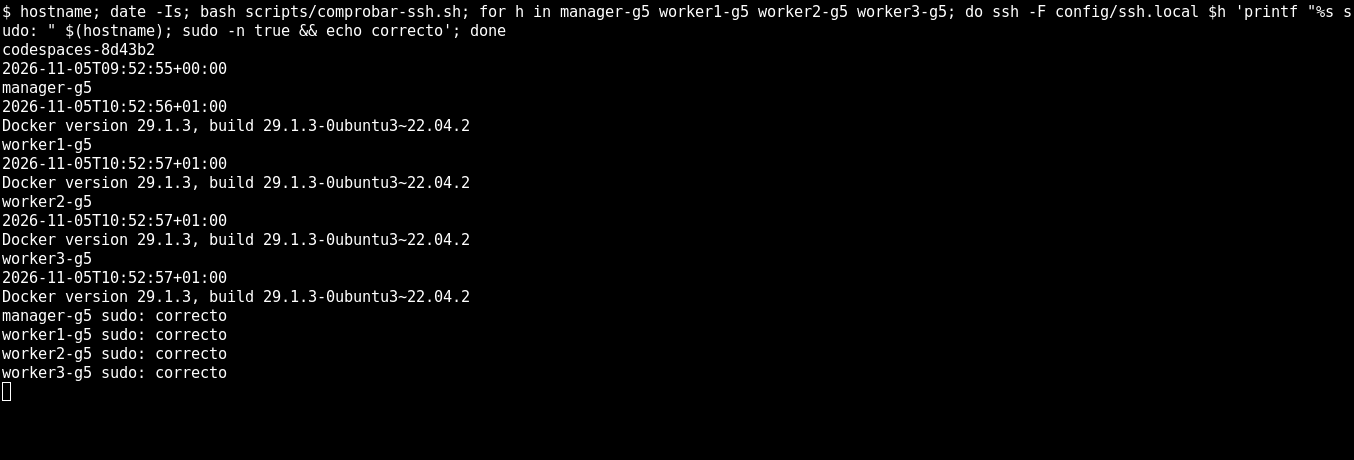 $ hostname; date -Is; bash scripts/comprobar-ssh.sh; for h in manager-g5 worker1-g5 worker2-g5 worker3-g5; do ssh -F config/ssh.local $h 'printf "%s s
udo: " $(hostname); sudo -n true && echo correcto'; done
codespaces-8d43b2
2026-11-05T09:52:55+00:00
manager-g5
2026-11-05T10:52:56+01:00
Docker version 29.1.3, build 29.1.3-0ubuntu3~22.04.2
worker1-g5
2026-11-05T10:52:57+01:00
Docker version 29.1.3, build 29.1.3-0ubuntu3~22.04.2
worker2-g5
2026-11-05T10:52:57+01:00
Docker version 29.1.3, build 29.1.3-0ubuntu3~22.04.2
worker3-g5
2026-11-05T10:52:57+01:00
Docker version 29.1.3, build 29.1.3-0ubuntu3~22.04.2
manager-g5 sudo: correcto
worker1-g5 sudo: correcto
worker2-g5 sudo: correcto
worker3-g5 sudo: correcto